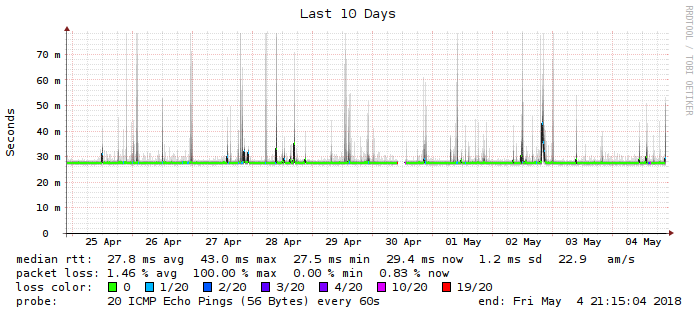 Last 10 Days
RRDTOOL / TOBI OETIKER
Seconds
70 m
60 m
50 m
40 m
30 m
20 m
10 m
0
25 Apr 26 Apr 27 Apr 28 Apr 29 Apr 30 Apr 01 May 02 May 03 May 04 May
median rtt: 27.8 ms avg 43.0 ms max 27.5 ms min 29.4 ms now 1.2 ms sd 22.9 am/s
packet loss: 1.46 % avg 100.00 % max 0.00 % min 0.83 % now
loss color: 0 1/20 2/20 3/20 4/20 10/20 19/20
probe: 20 ICMP Echo Pings (56 Bytes) every 60s end: Fri May 4 21:15:04 2018